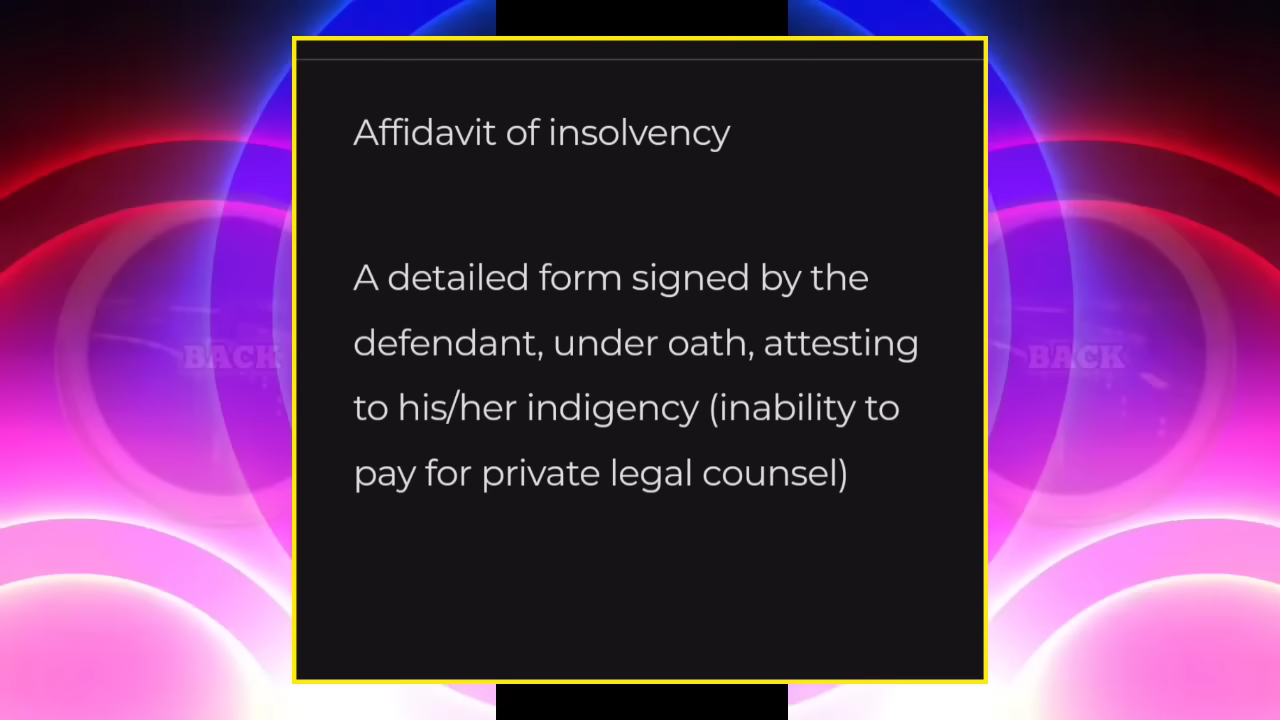 Affidavit of insolvency
A detailed form signed by the
defendant, under oath, attesting
to his/her indigency (inability to
pay for private legal counsel)
BACK
BACK